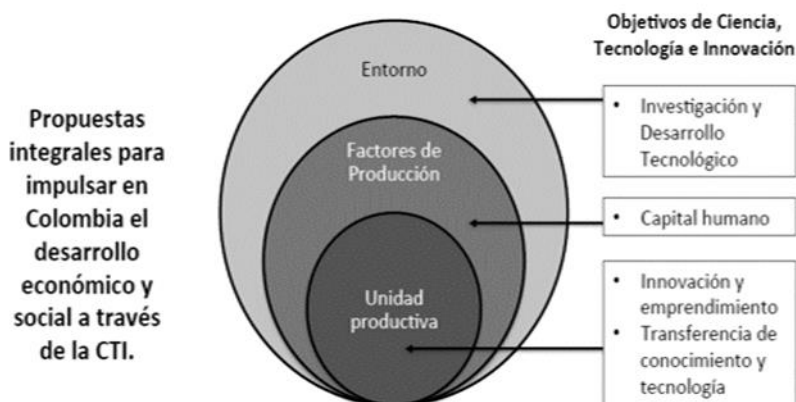 Propuestas
integrales para
impulsar en
Colombia el
desarrollo
económico y
social a través
de la CTI.
Entorno
Factores de
Producción
Unidad
productiva
Objetivos de Ciencia,
Tecnología e Innovación
• Investigación y
Desarrollo
Tecnológico
• Capital humano
• Innovación y
emprendimiento
• Transferencia de
conocimiento y
tecnología